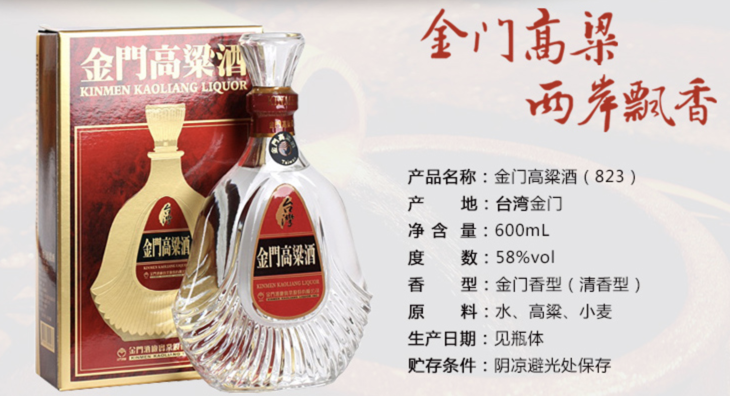 金門高粱酒
KINMEN KAOLIANG LIQUOR
台灣
金門高粱酒
KINMEN KAOLIANG LIQUOR
金门高粱
两岸飘香
产品名称：金门高粱酒（823）
产 地：台湾金门
净 含 量：600mL
度 数：58%vol
香 型：金门香型（清香型）
原 料：水、高粱、小麦
生产日期：见瓶体
贮存条件：阴凉避光处保存